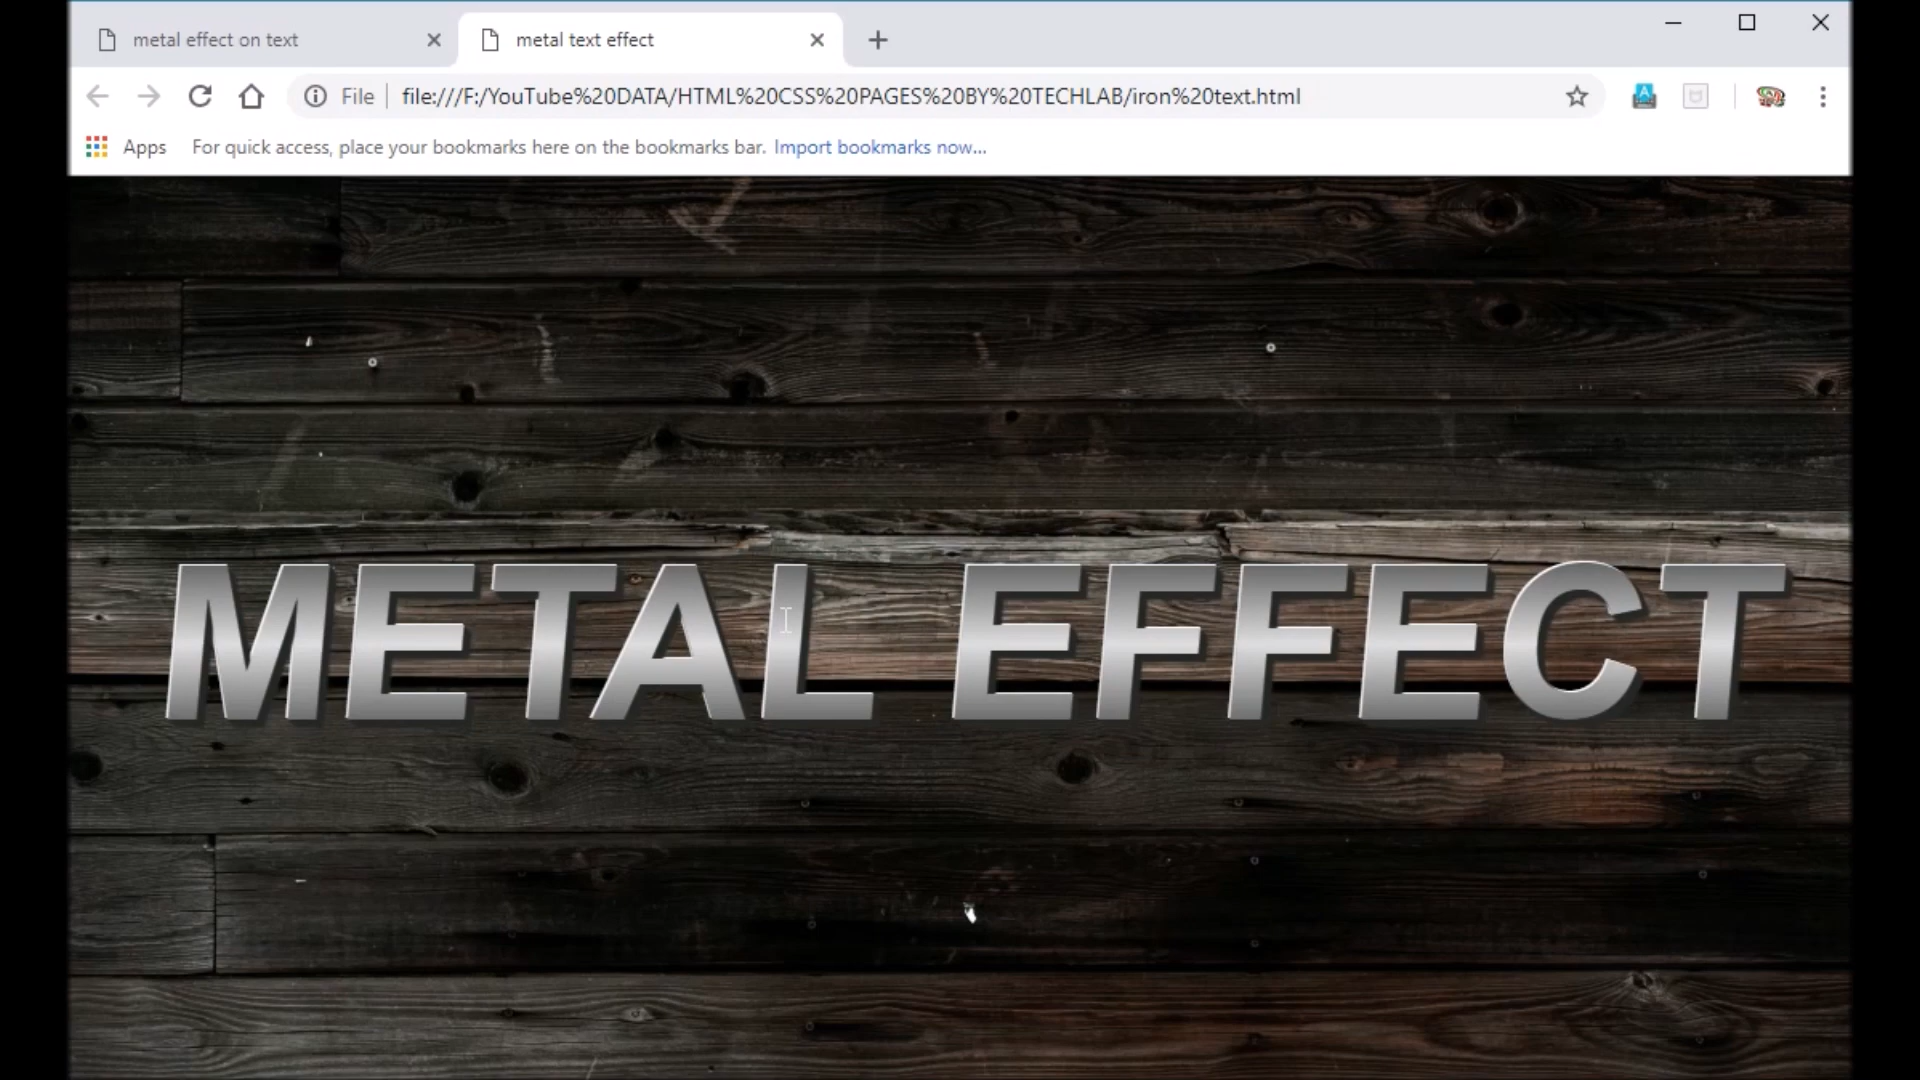 metal effect on text
metal text effect
File file:///F:/YouTube%20DATA/HTML%20CSS%20PAGES%20BY%20TECHLAB/iron%20text.html
Apps For quick access, place your bookmarks here on the bookmarks bar. Import bookmarks now...
METAL EFFECT